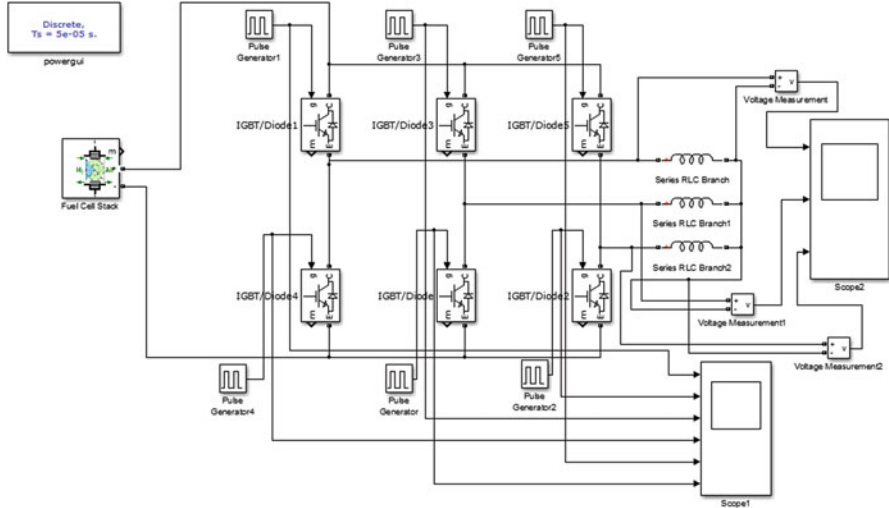 Discrete,
Ts = 5e-05 s.
powergui
Pulse
Generator1
Pulse
Generator3
Pulse
Generator5
g
C
E
m
IGBT/Diode1
g
C
E
m
IGBT/Diode3
g
C
E
m
IGBT/Diode5
+
-
v
Voltage Measurement
m
+
-
Fuel Cell Stack
Series RLC Branch
Series RLC Branch1
Series RLC Branch2
Scope2
g
C
E
m
IGBT/Diode4
g
C
E
m
IGBT/Diode
g
C
E
m
IGBT/Diode2
+
-
v
Voltage Measurement1
+
-
v
Voltage Measurement2
Pulse
Generator4
Pulse
Generator
Pulse
Generator2
Scope1